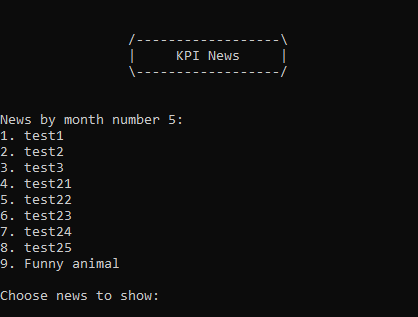 /------------------\
|     KPI News     |
\------------------/
News by month number 5:
1. test1
2. test2
3. test3
4. test21
5. test22
6. test23
7. test24
8. test25
9. Funny animal
Choose news to show: